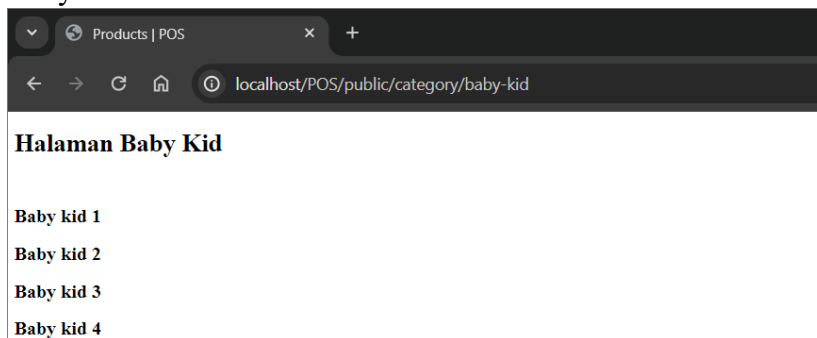 Products | POS
localhost/POS/public/category/baby-kid
Halaman Baby Kid
Baby kid 1
Baby kid 2
Baby kid 3
Baby kid 4